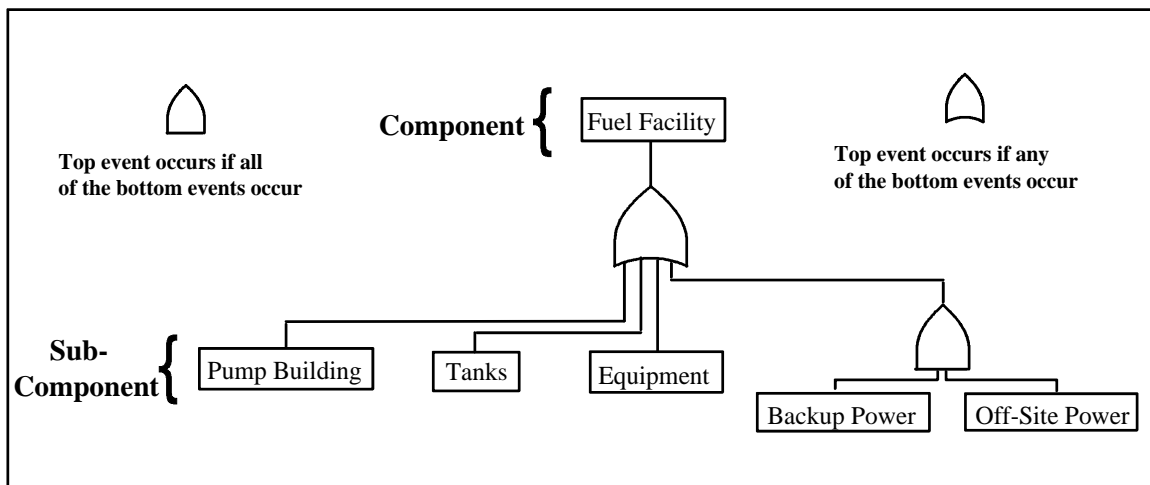 Component
Fuel Facility
Top event occurs if all
of the bottom events occur
Top event occurs if any
of the bottom events occur
Sub-
Component
Pump Building
Tanks
Equipment
Backup Power
Off-Site Power